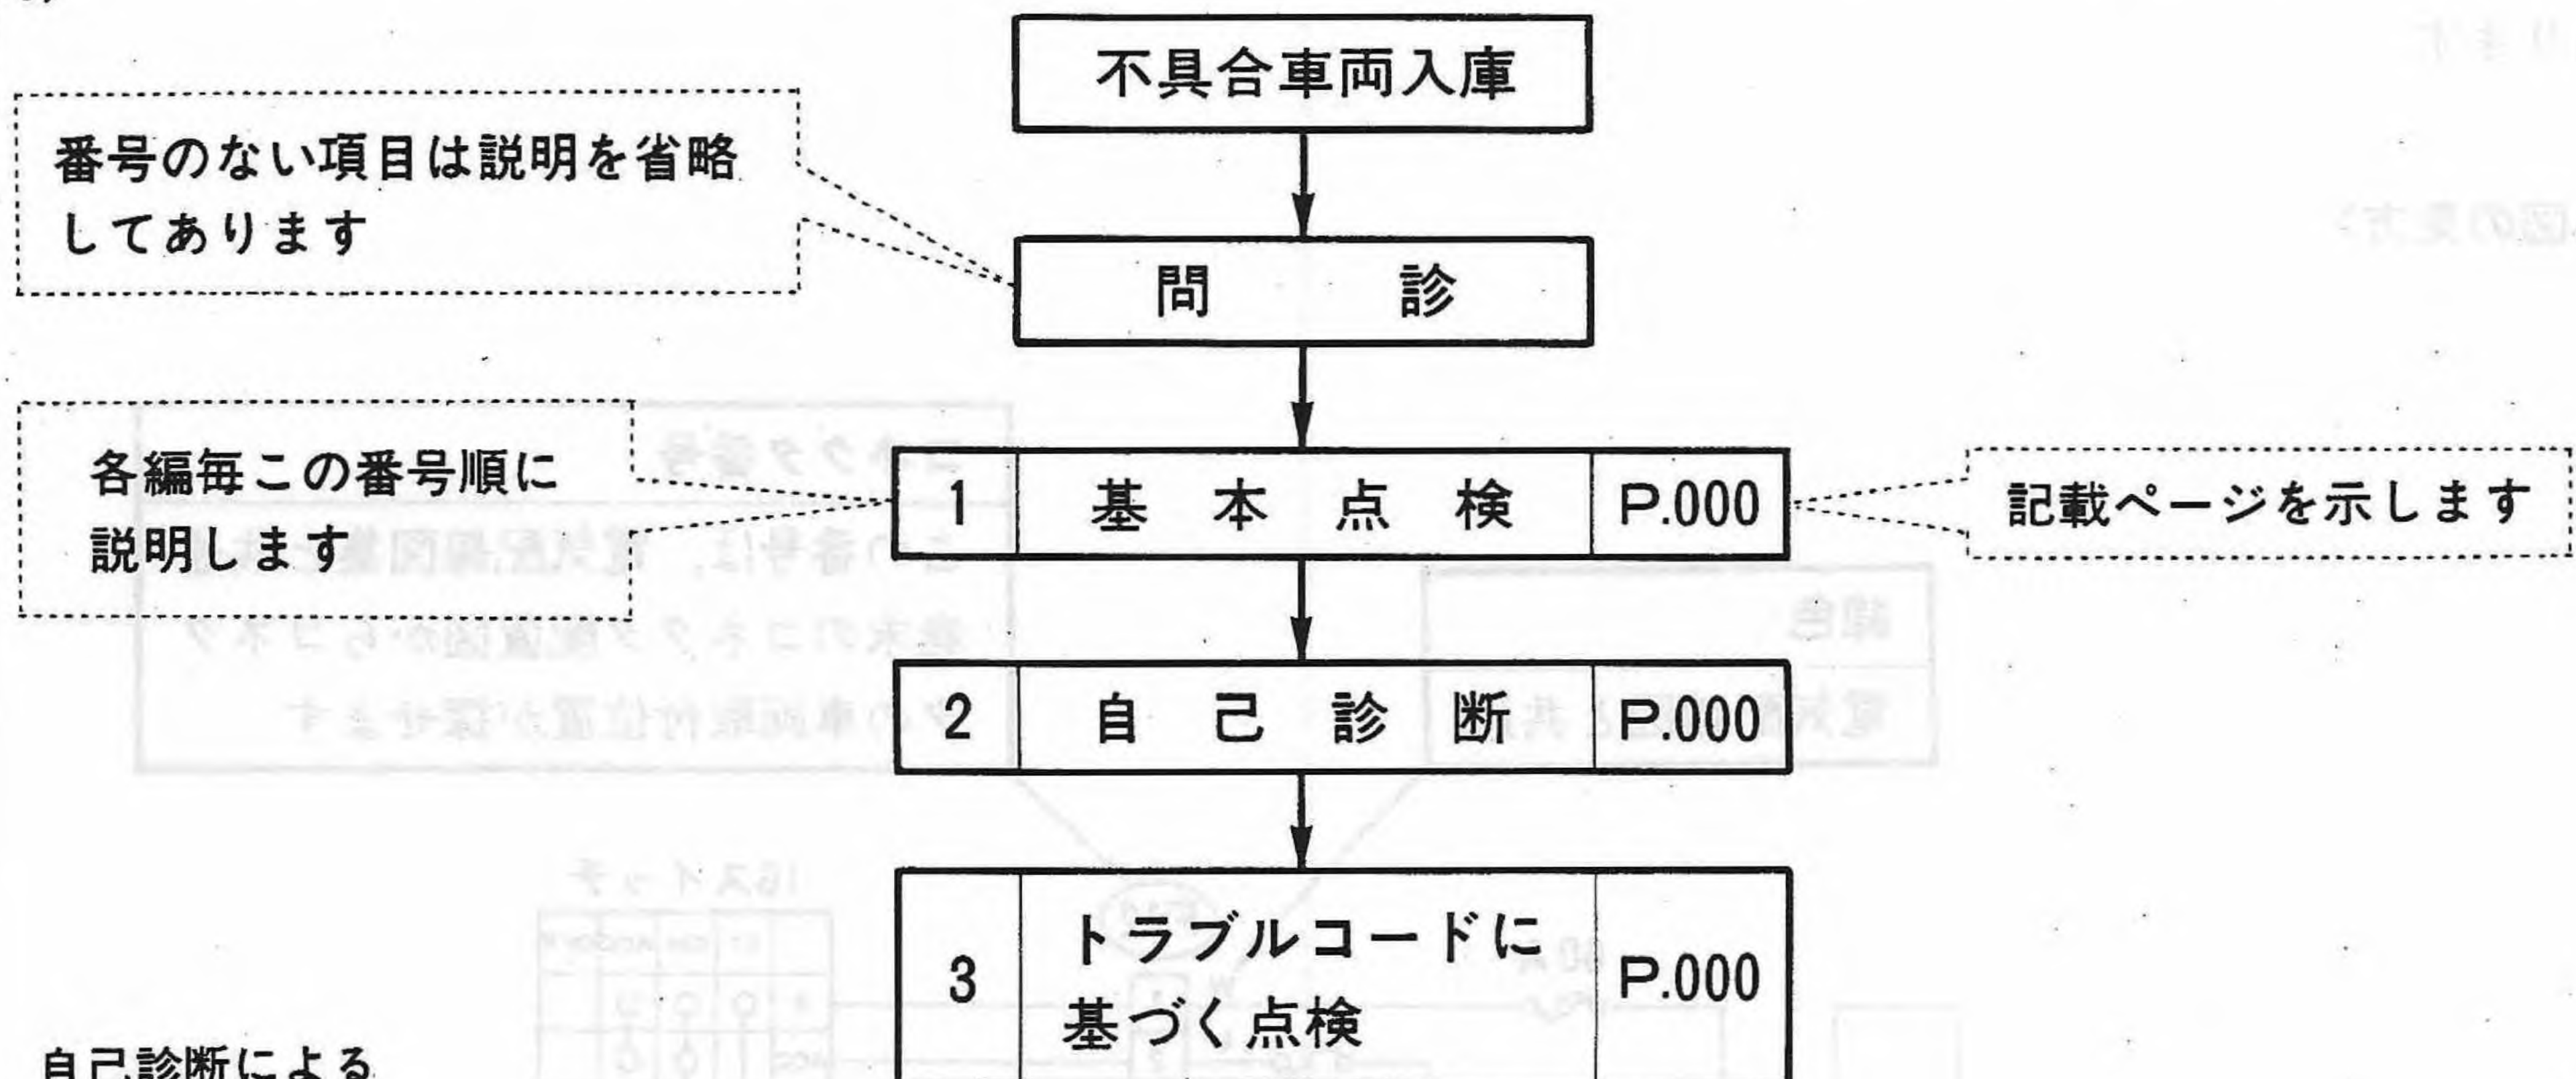 不具合車両入庫
番号のない項目は説明を省略
してあります
問 診
各編毎この番号順に
説明します
1 基 本 点 検 P.000
記載ページを示します
2 自 己 診 断 P.000
3 トラブルコードに
基づく点検 P.000
自己診断による